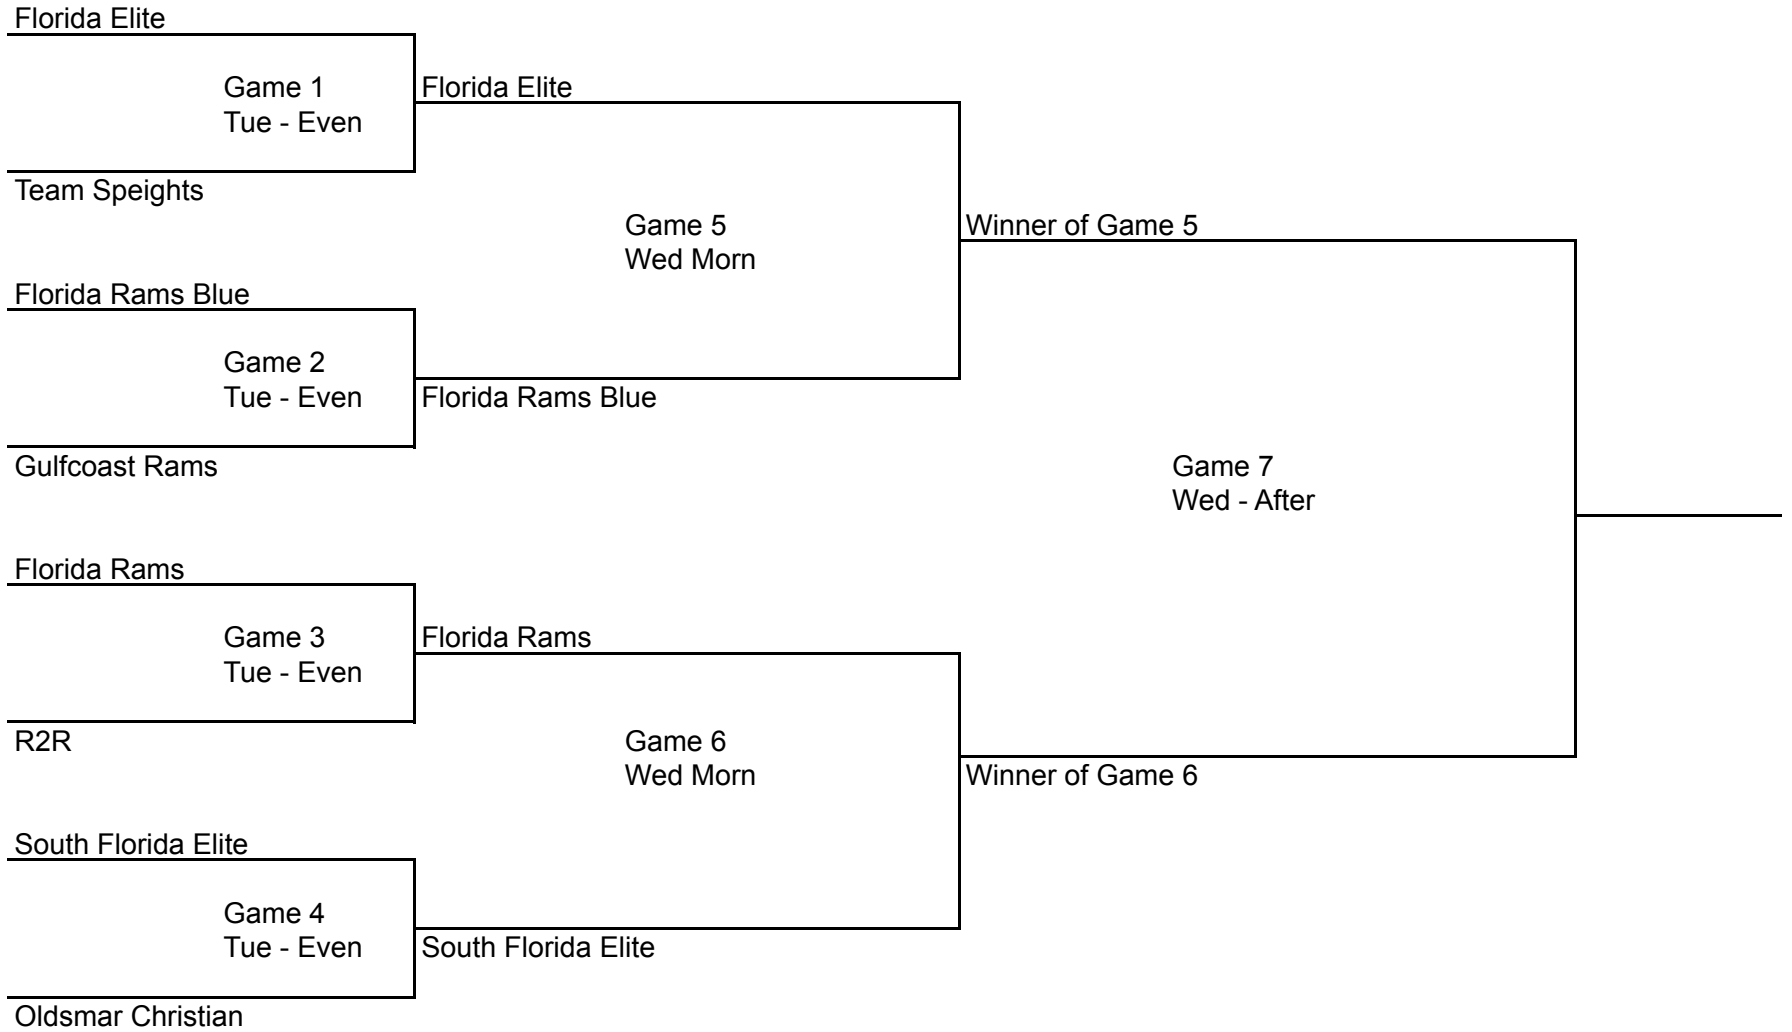 Florida Elite
Game 1
Tue - Even
Florida Elite
Team Speights
Game 5
Wed Morn
Winner of Game 5
Florida Rams Blue
Game 2
Tue - Even
Florida Rams Blue
Gulfcoast Rams
Game 7
Wed - After
Florida Rams
Game 3
Tue - Even
Florida Rams
R2R
Game 6
Wed Morn
Winner of Game 6
South Florida Elite
Game 4
Tue - Even
South Florida Elite
Oldsmar Christian